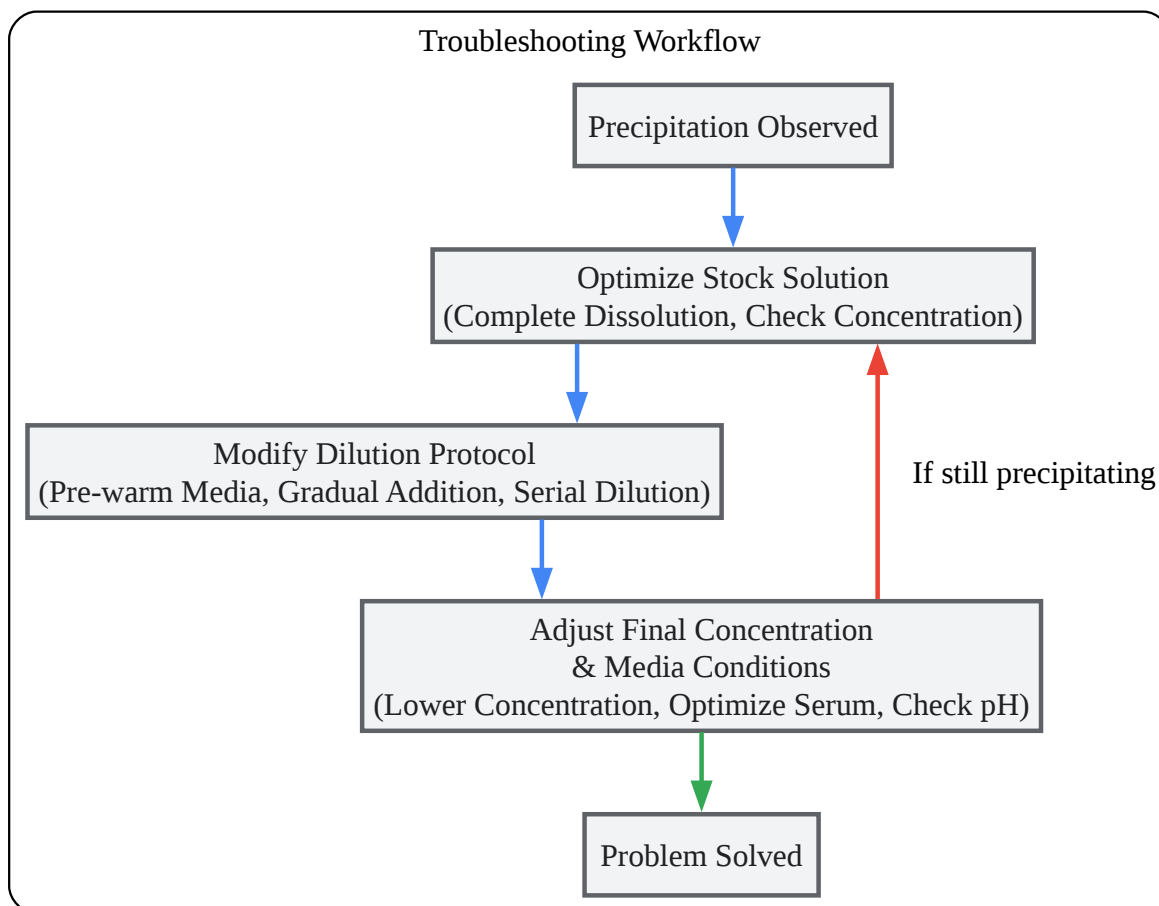 Troubleshooting Workflow
Precipitation Observed
Optimize Stock Solution
(Complete Dissolution, Check Concentration)
Modify Dilution Protocol
(Pre-warm Media, Gradual Addition, Serial Dilution)
If still precipitating
Adjust Final Concentration
& Media Conditions
(Lower Concentration, Optimize Serum, Check pH)
Problem Solved